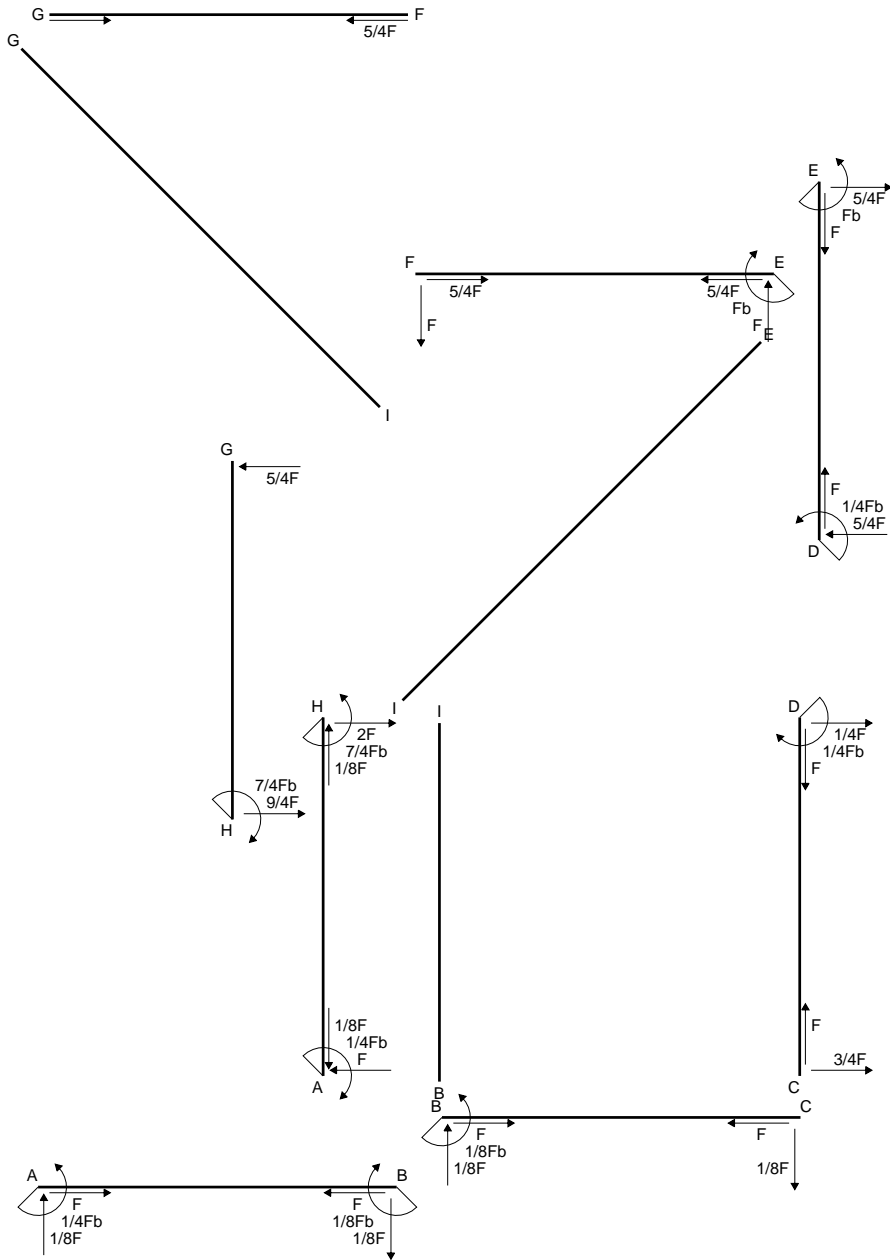 G F
5/4F
G
E
5/4F
Fb
F
F E
5/4F 5/4F
Fb
F F
E
I
G
5/4F
F
1/4Fb
5/4F
D
H I I D
2F 1/4F
7/4Fb 1/4Fb
1/8F F
7/4Fb
9/4F
H
1/8F F
1/4Fb
F 3/4F
A B C
B C
F F
1/8Fb
1/8F 1/8F
A B
F F
1/4Fb 1/8Fb
1/8F 1/8F